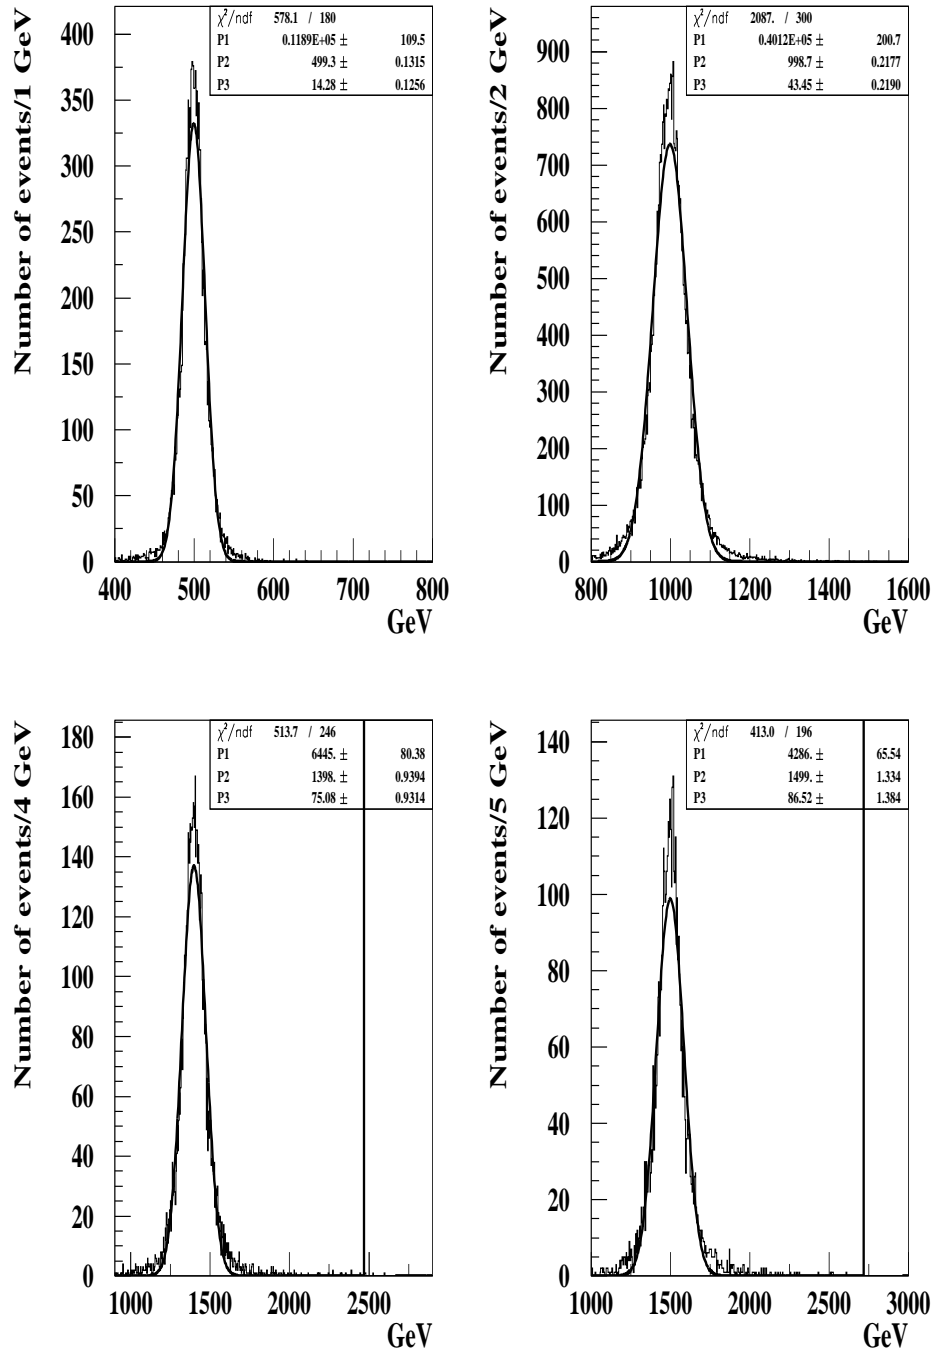 Number of events/1 GeV
χ²/ndf 578.1 / 180
P1 0.1189E+05 ± 109.5
P2 499.3 ± 0.1315
P3 14.28 ± 0.1256
400
350
300
250
200
150
100
50
0
400 500 600 700 800
GeV
Number of events/2 GeV
χ²/ndf 2087. / 300
P1 0.4012E+05 ± 200.7
P2 998.7 ± 0.2177
P3 43.45 ± 0.2190
900
800
700
600
500
400
300
200
100
0
800 1000 1200 1400 1600
GeV
Number of events/4 GeV
χ²/ndf 513.7 / 246
P1 6445. ± 80.38
P2 1398. ± 0.9394
P3 75.08 ± 0.9314
180
160
140
120
100
80
60
40
20
0
1000 1500 2000 2500
GeV
Number of events/5 GeV
χ²/ndf 413.0 / 196
P1 4286. ± 65.54
P2 1499. ± 1.334
P3 86.52 ± 1.384
140
120
100
80
60
40
20
0
1000 1500 2000 2500 3000
GeV